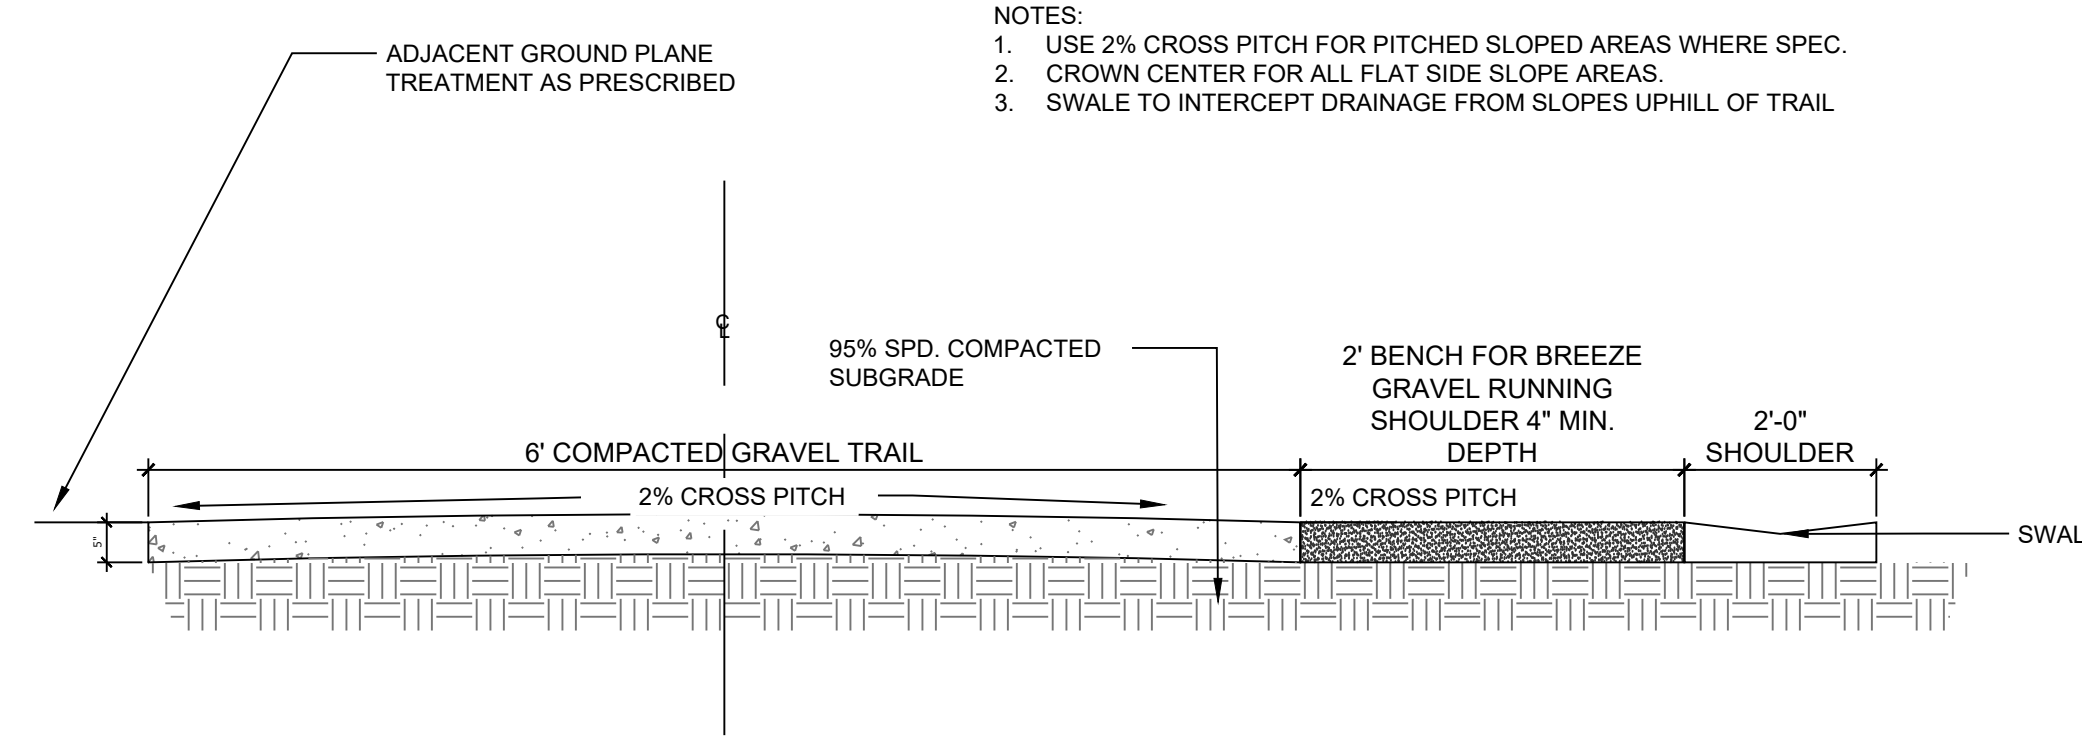 NOTES:
1. USE 2% CROSS PITCH FOR PITCHED SLOPED AREAS WHERE SPEC.
2. CROWN CENTER FOR ALL FLAT SIDE SLOPE AREAS.
3. SWALE TO INTERCEPT DRAINAGE FROM SLOPES UPHILL OF TRAIL
ADJACENT GROUND PLANE
TREATMENT AS PRESCRIBED
℄
95% SPD. COMPACTED
SUBGRADE
2' BENCH FOR BREEZE
GRAVEL RUNNING
SHOULDER 4" MIN.
DEPTH
2'-0"
SHOULDER
6' COMPACTED GRAVEL TRAIL
2% CROSS PITCH
2% CROSS PITCH
5"
SWAL